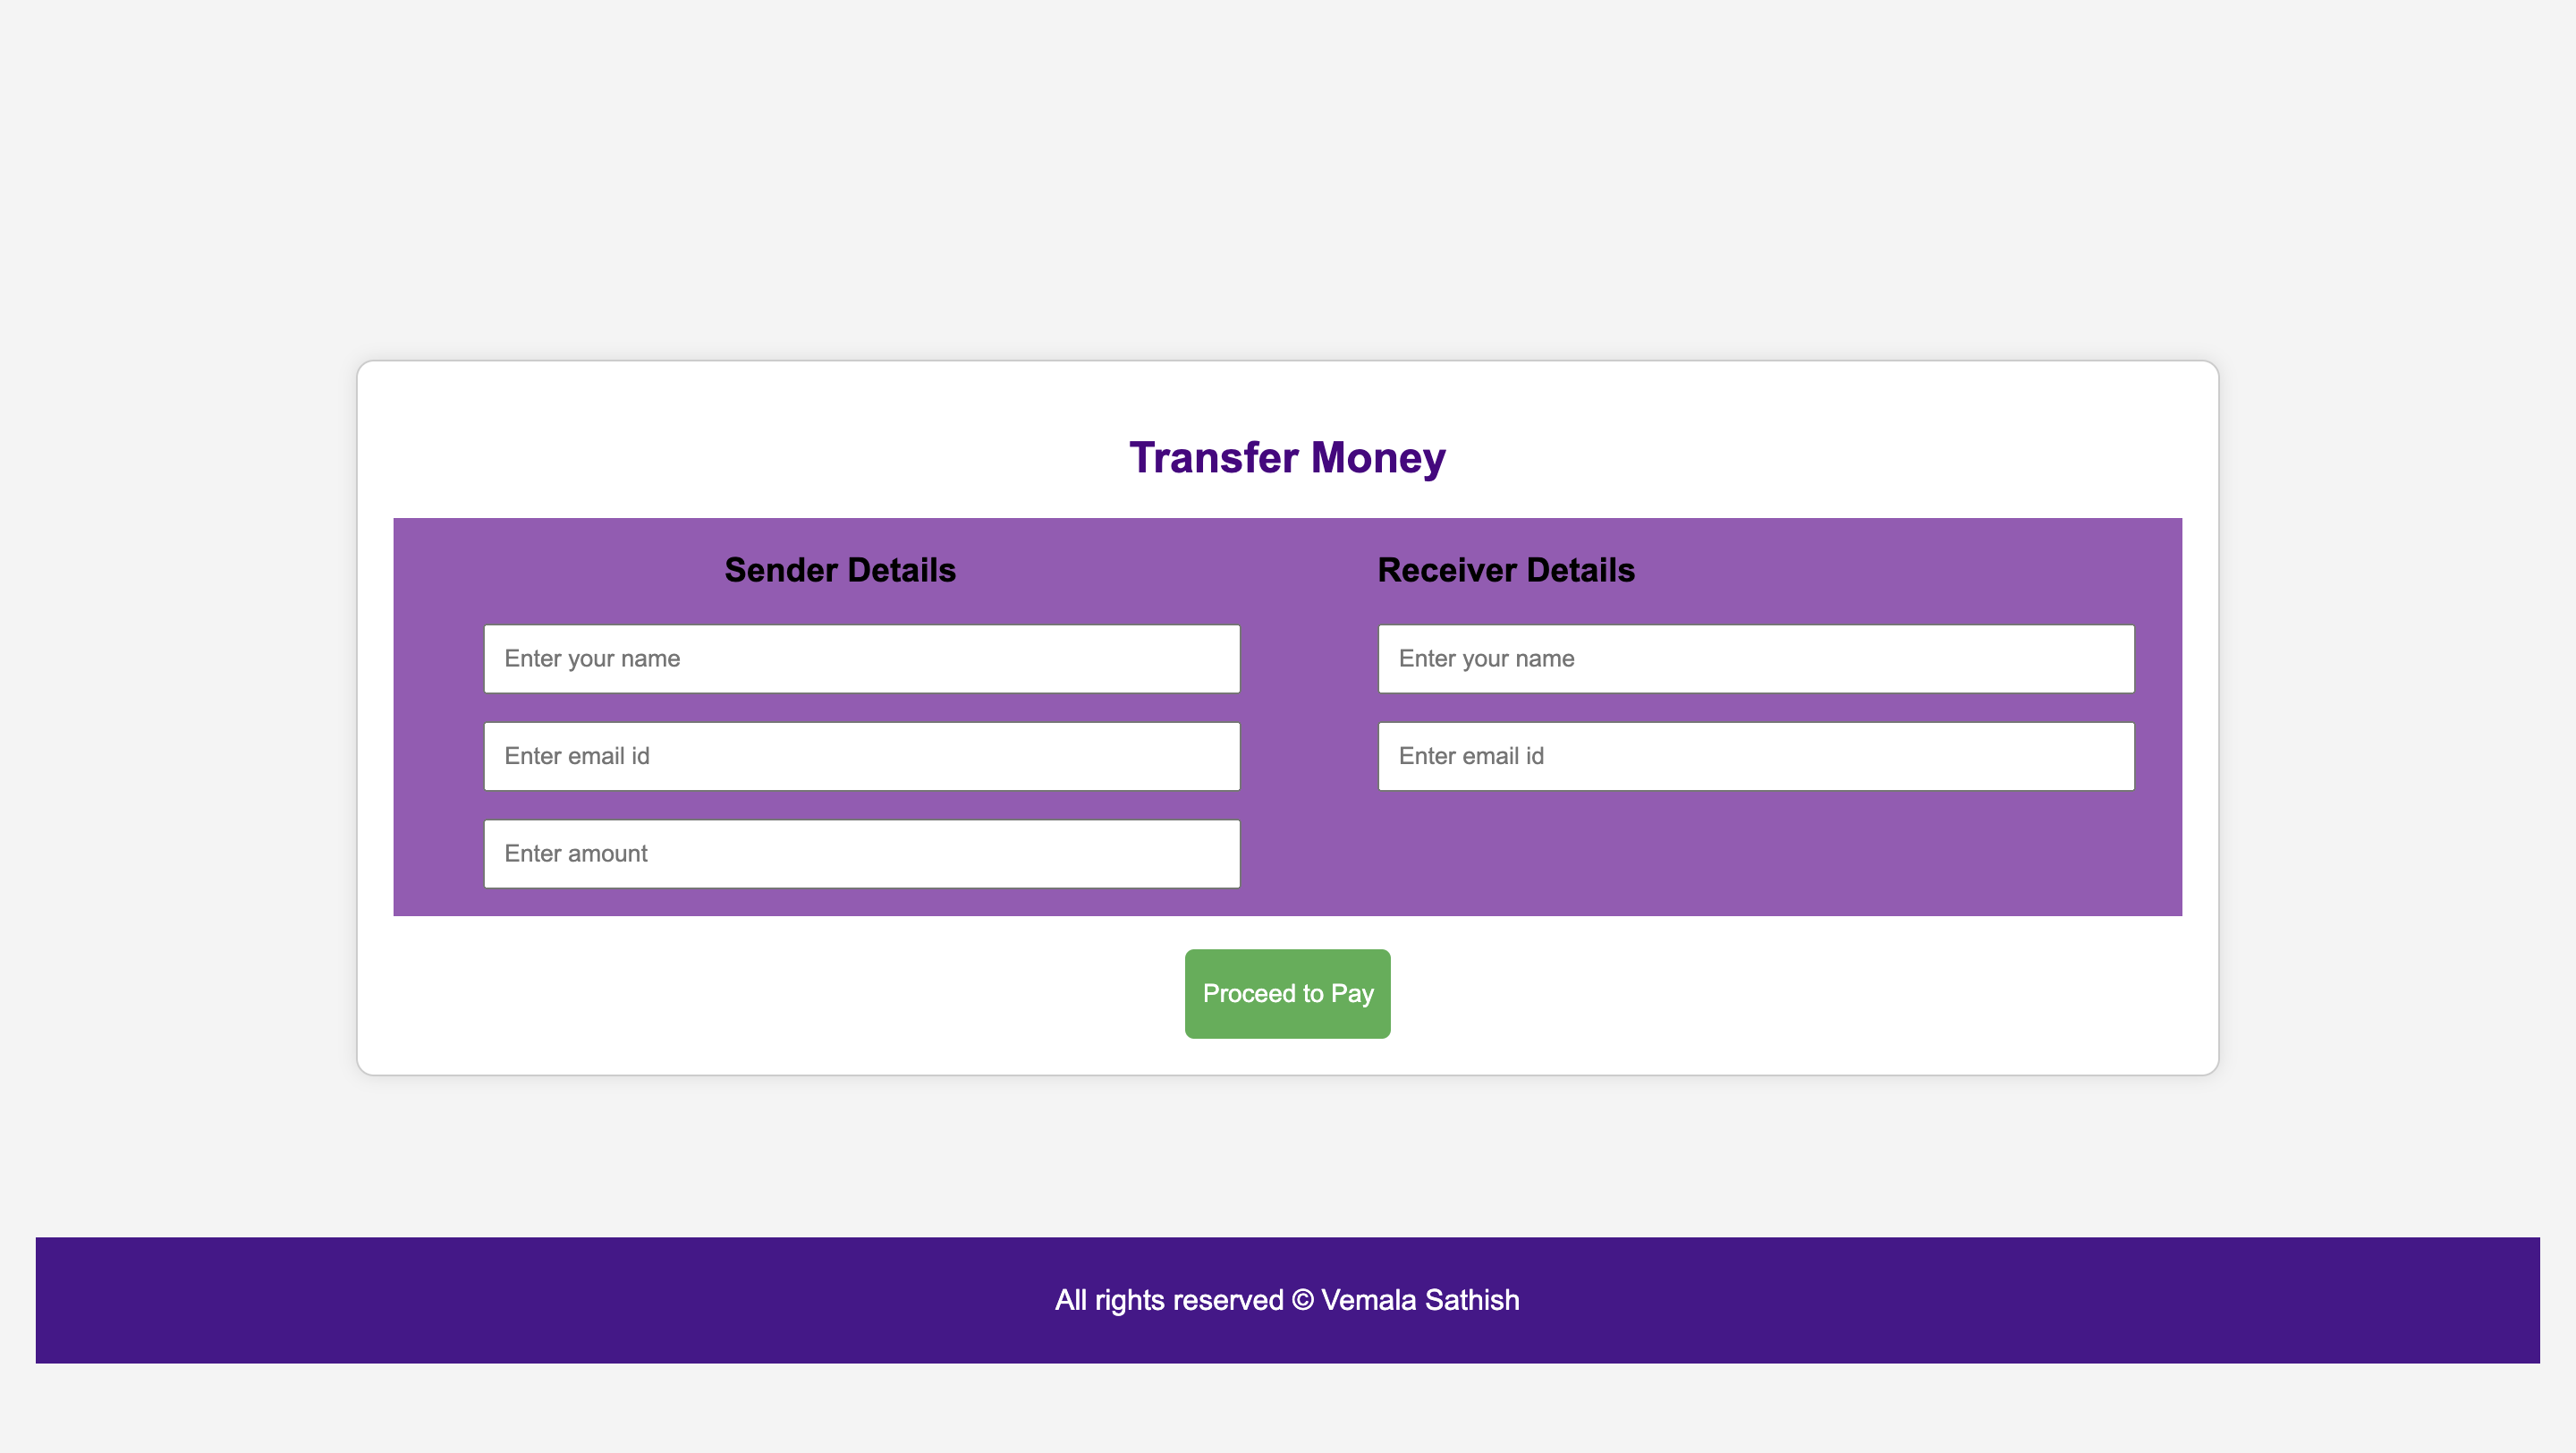 Transfer Money
Sender Details
Enter your name
Enter email id
Enter amount
Receiver Details
Enter your name
Enter email id
Proceed to Pay
All rights reserved © Vemala Sathish